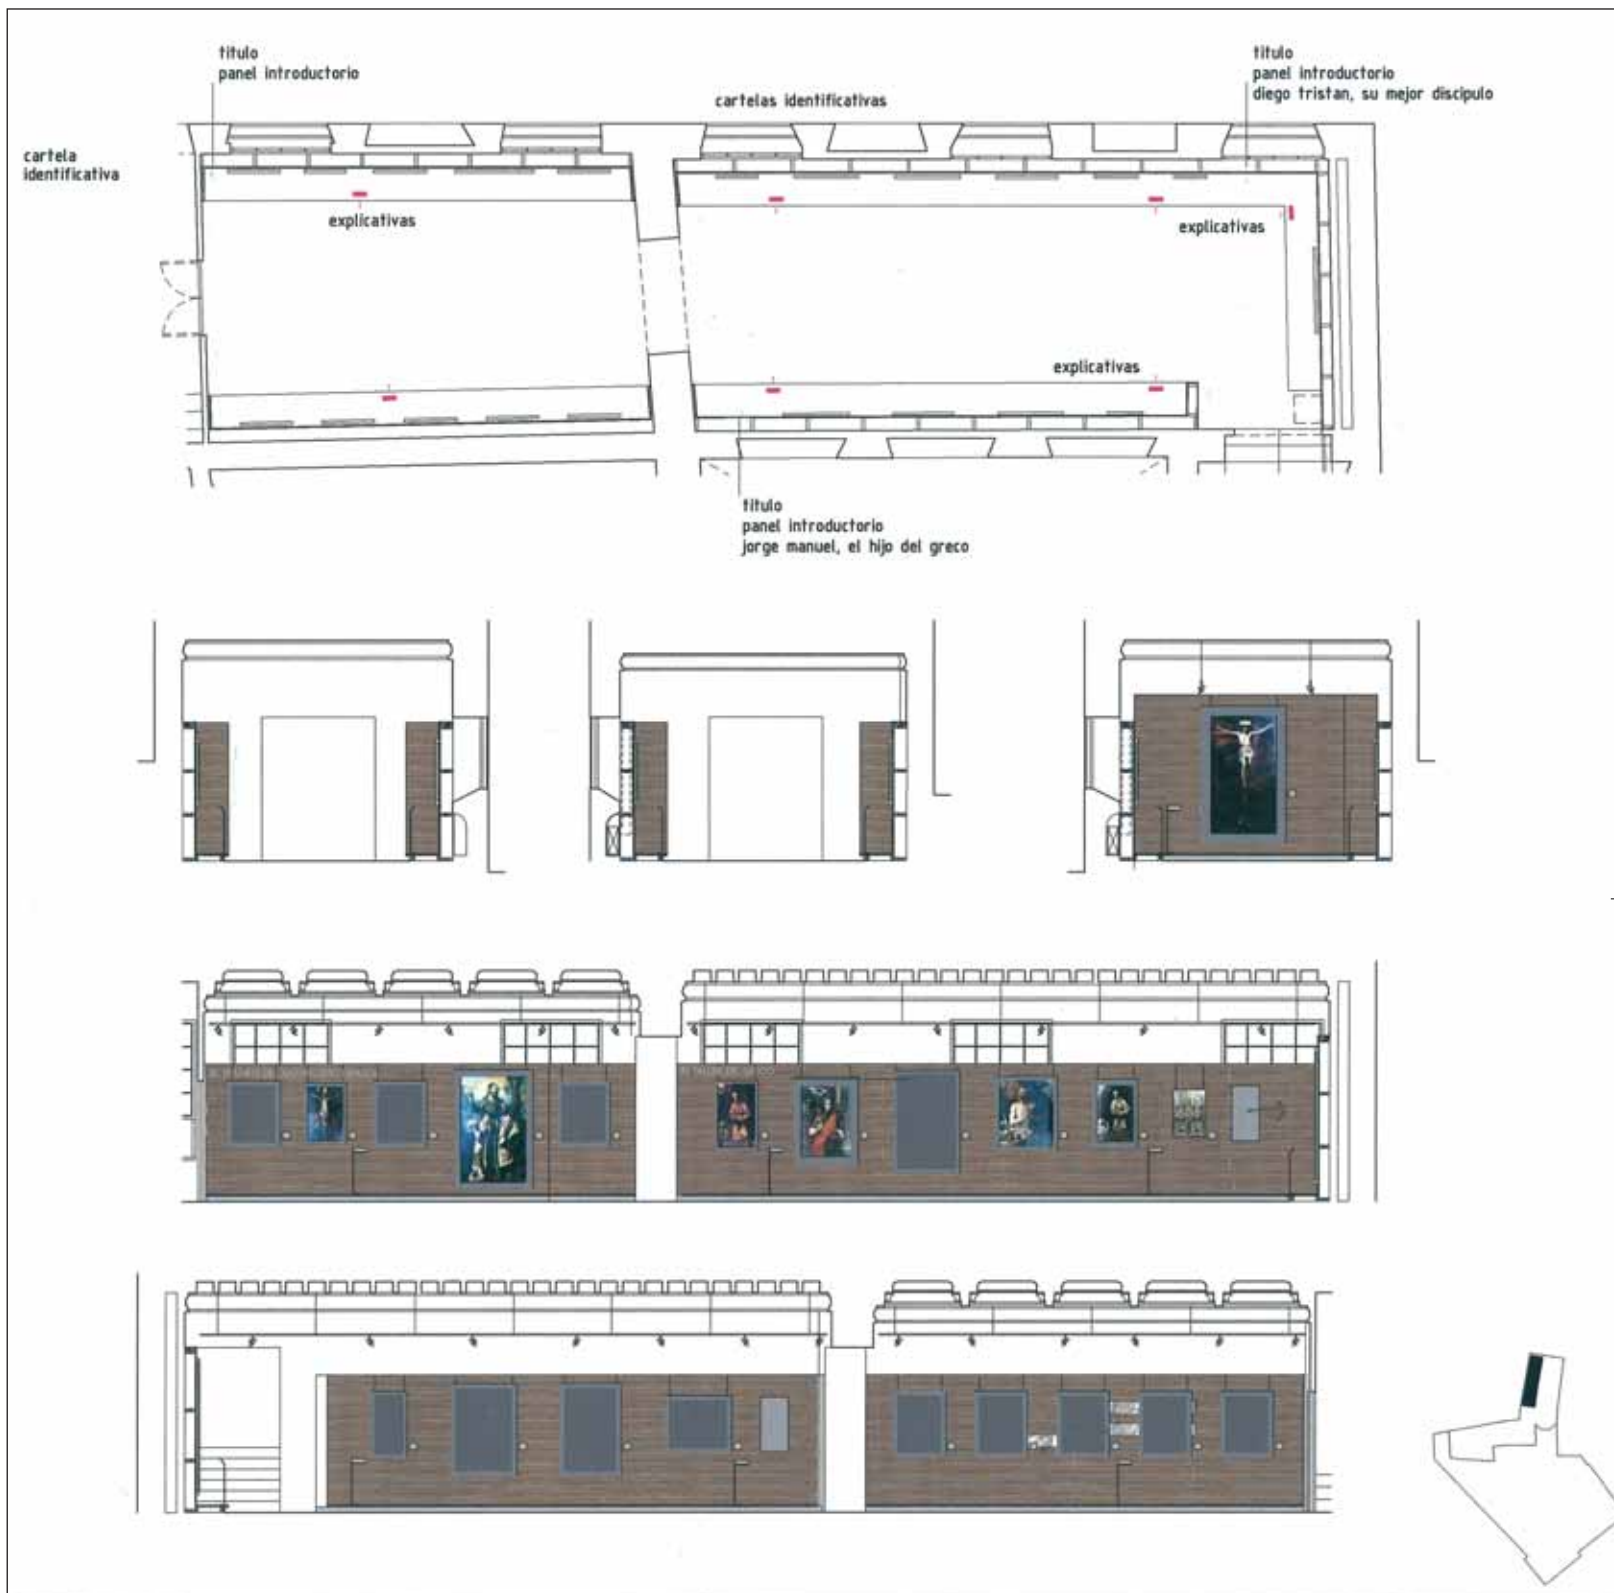 titulo
panel introductorio
titulo
panel introductorio
diego tristan, su mejor discipulo
cartelas identificativas
cartela
identificativa
explicativas
explicativas
explicativas
titulo
panel introductorio
jorge manuel, el hijo del greco